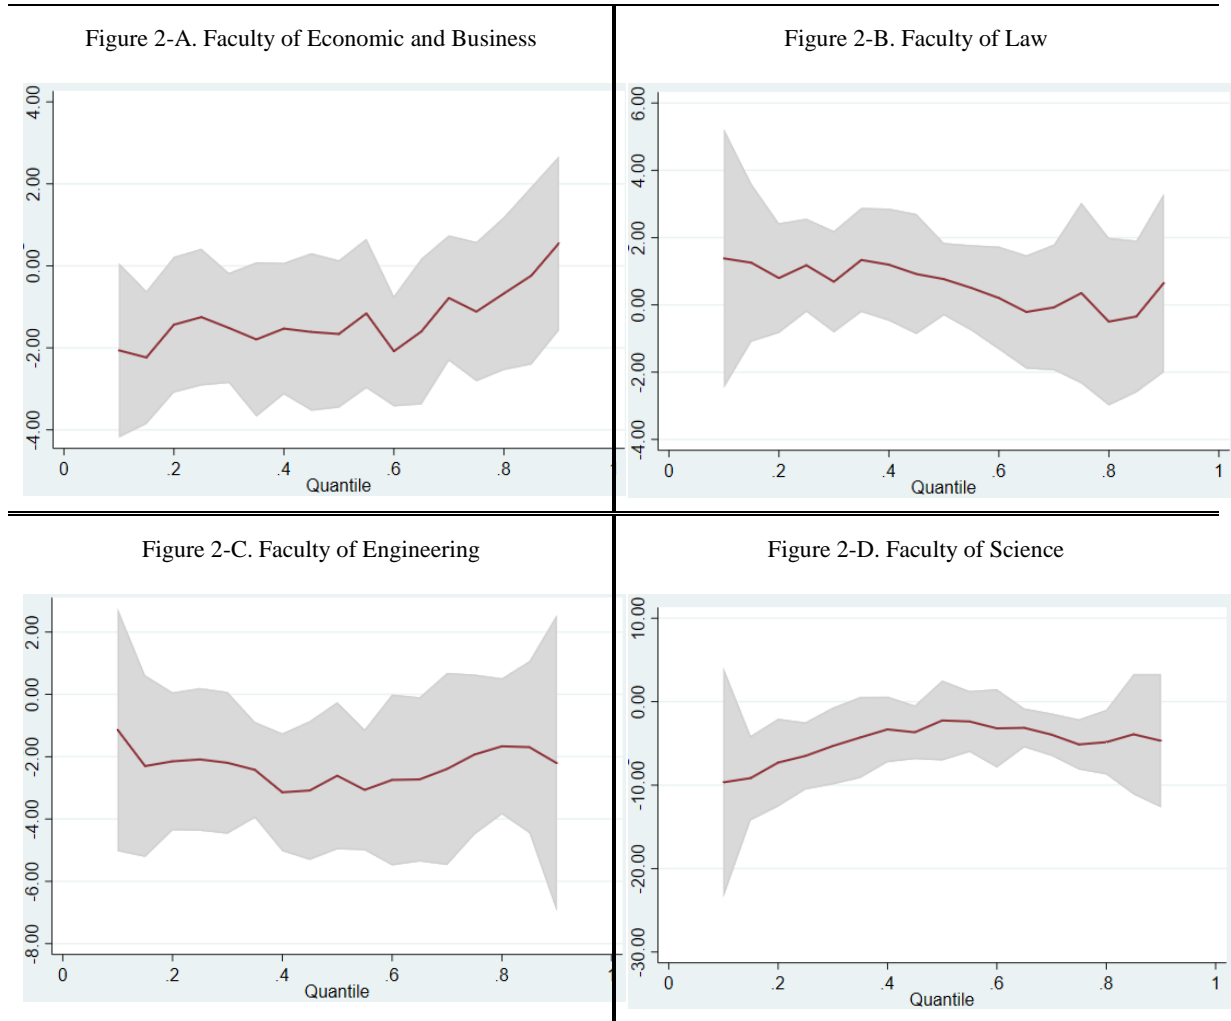 Figure 2-A. Faculty of Economic and Business
Figure 2-B. Faculty of Law
4.00
2.00
0.00
-2.00
-4.00
0 .2 .4 .6 .8
Quantile
6.00
4.00
2.00
0.00
-2.00
-4.00
0 .2 .4 .6 .8 1
Quantile
Figure 2-C. Faculty of Engineering
Figure 2-D. Faculty of Science
2.00
0.00
-2.00
-4.00
-6.00
-8.00
0 .2 .4 .6 .8 1
Quantile
10.00
0.00
-10.00
-20.00
-30.00
0 .2 .4 .6 .8 1
Quantile